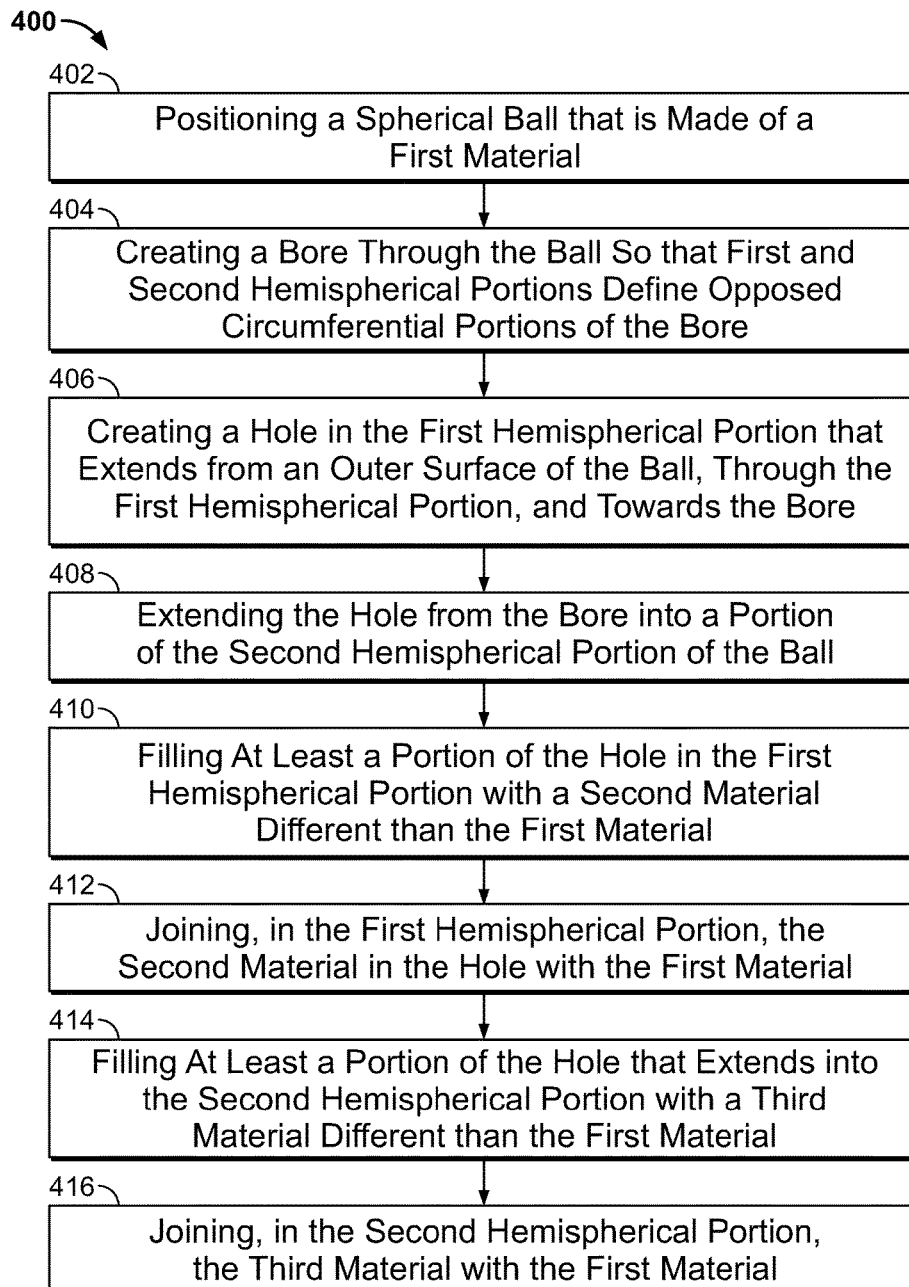 400
402
Positioning a Spherical Ball that is Made of a
First Material
404
Creating a Bore Through the Ball So that First and
Second Hemispherical Portions Define Opposed
Circumferential Portions of the Bore
406
Creating a Hole in the First Hemispherical Portion that
Extends from an Outer Surface of the Ball, Through the
First Hemispherical Portion, and Towards the Bore
408
Extending the Hole from the Bore into a Portion
of the Second Hemispherical Portion of the Ball
410
Filling At Least a Portion of the Hole in the First
Hemispherical Portion with a Second Material
Different than the First Material
412
Joining, in the First Hemispherical Portion, the
Second Material in the Hole with the First Material
414
Filling At Least a Portion of the Hole that Extends into
the Second Hemispherical Portion with a Third
Material Different than the First Material
416
Joining, in the Second Hemispherical Portion,
the Third Material with the First Material